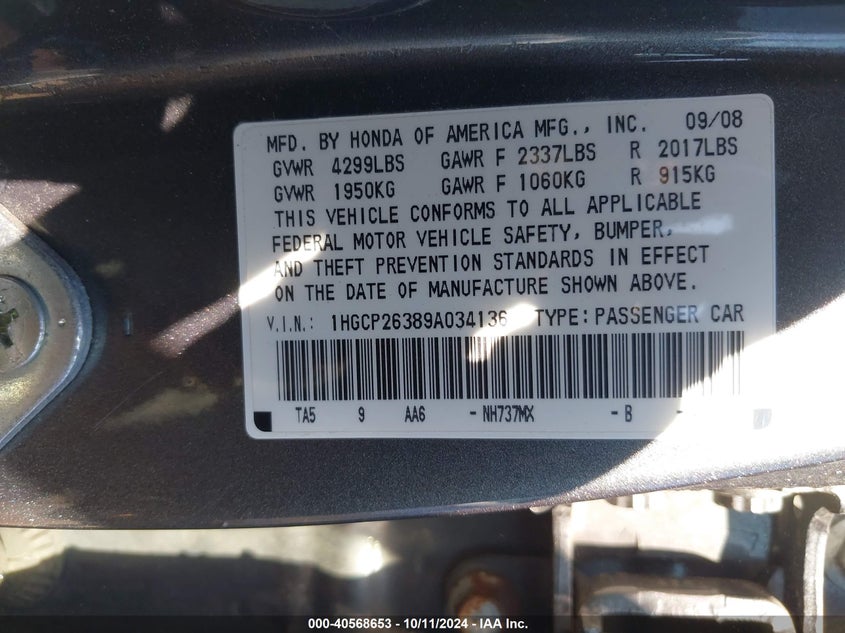 MFD. BY HONDA OF AMERICA MFG., INC. 09/08
GVWR 4299LBS GAWR F 2337LBS R 2017LBS
GVWR 1950KG GAWR F 1060KG R 915KG
THIS VEHICLE CONFORMS TO ALL APPLICABLE
FEDERAL MOTOR VEHICLE SAFETY, BUMPER,
AND THEFT PREVENTION STANDARDS IN EFFECT
ON THE DATE OF MANUFACTURE SHOWN ABOVE.
V.I.N.: 1HGCP26389A034136 TYPE: PASSENGER CAR
TA5 9 AA6 -NH737MX -B -
000-40568653 - 10/11/2024 - IAA Inc.